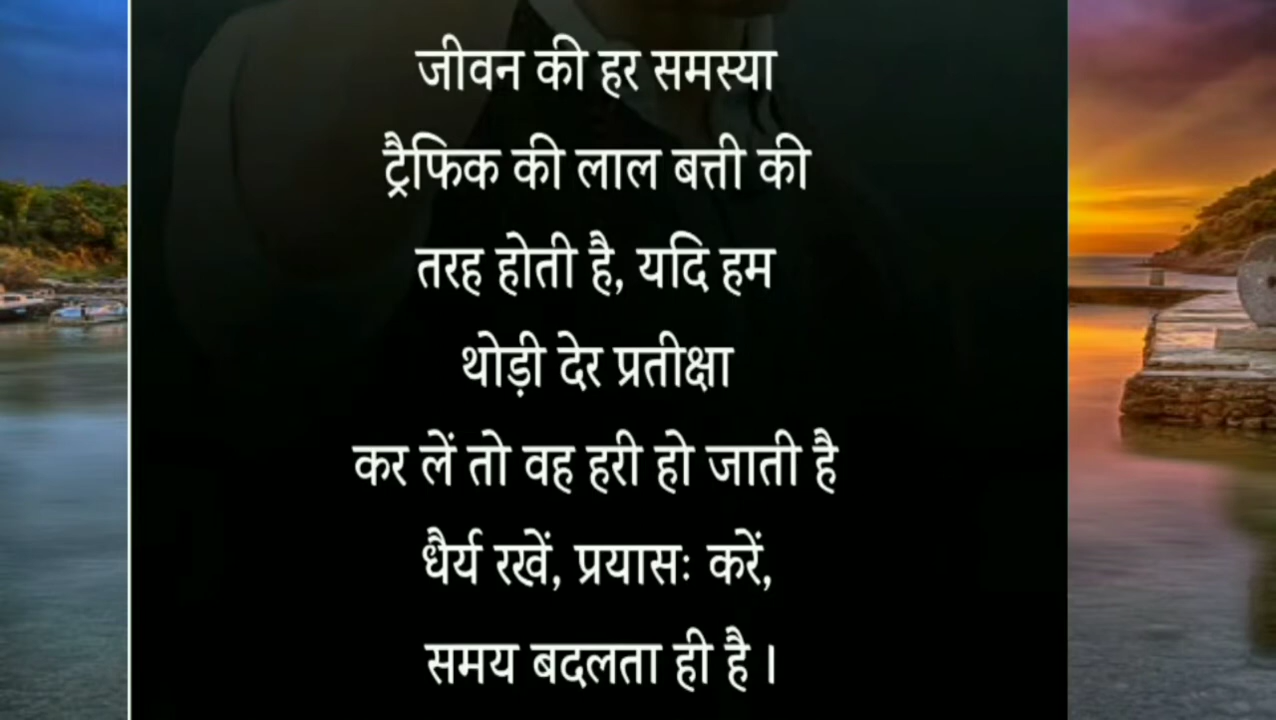 जीवन की हर समस्या
ट्रैफिक की लाल बत्ती की
तरह होती है, यदि हम
थोड़ी देर प्रतीक्षा
कर लें तो वह हरी हो जाती है
धैर्य रखें, प्रयासः करें,
समय बदलता ही है ।